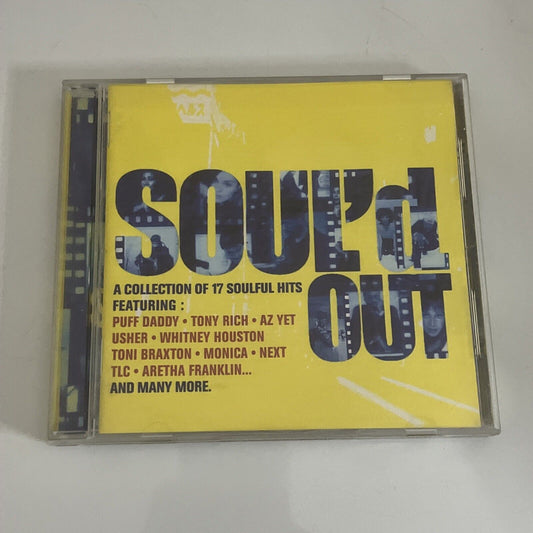 SOUL'd
OUT
A COLLECTION OF 17 SOULFUL HITS
FEATURING :
PUFF DADDY • TONY RICH • AZ YET
USHER • WHITNEY HOUSTON
TONI BRAXTON • MONICA • NEXT
TLC • ARETHA FRANKLIN...
AND MANY MORE.